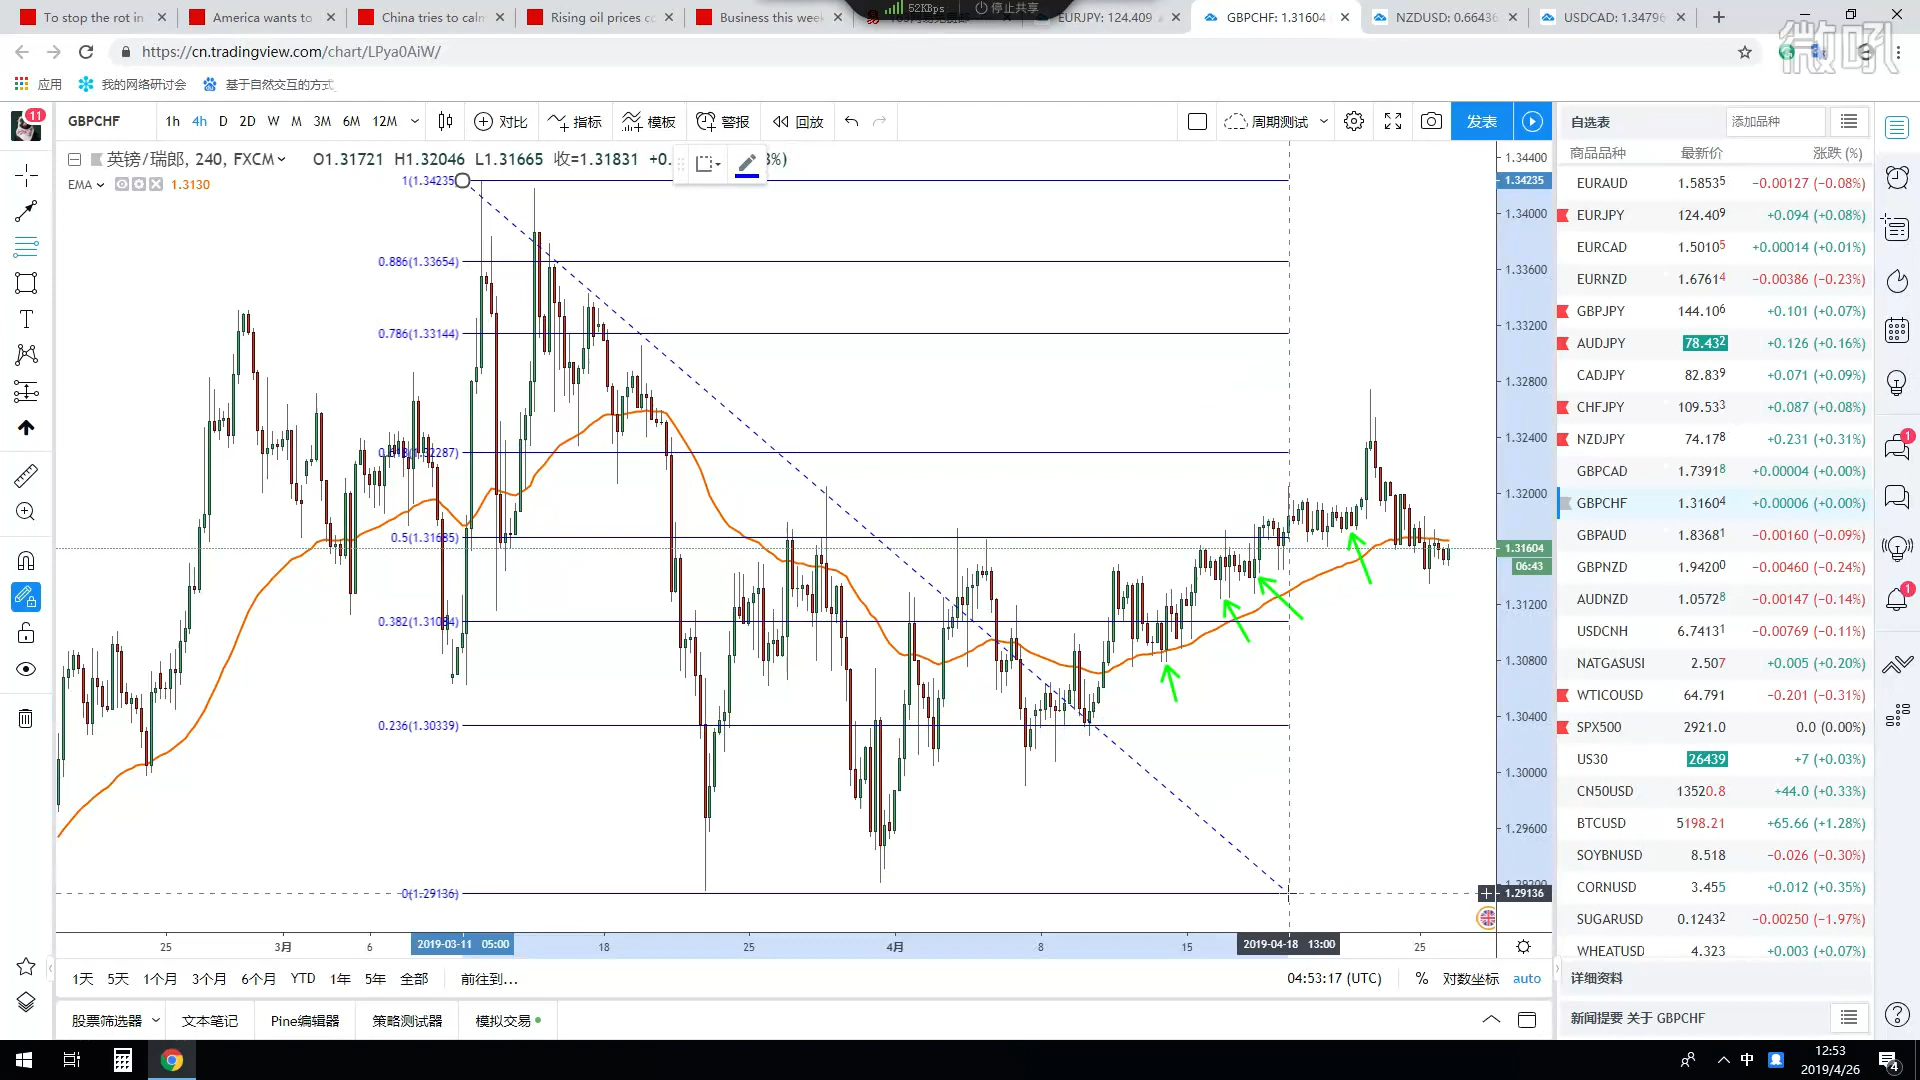 To stop the rot in
America wants to
China tries to calm
Rising oil prices co
Business this week
52KBps
停止共享
EURJPY: 124.409
GBPCHF: 1.31604
NZDUSD: 0.66436
USDCAD: 1.34796
https://cn.tradingview.com/chart/LPya0AiW/
微吼
应用
我的网络研讨会
基于自然交互的方式
11
GBPCHF
1h 4h D 2D W M 3M 6M 12M
对比
指标
模板
警报
回放
周期测试
发表
英镑/瑞郎, 240, FXCM
O1.31721 H1.32046 L1.31665 收=1.31831 +0.
%)
EMA
1.3130
1(1.34235)
0.886(1.33654)
0.786(1.33144)
0.5(1.31685)
0.236(1.30339)
0(1.29136)
1.34400
1.34235
1.34000
1.33600
1.33200
1.32800
1.32400
1.32000
1.31604
06:43
1.31200
1.30800
1.30400
1.30000
1.29600
1.29136
25
3月
6
2019-03-11 05:00
18
25
4月
8
15
2019-04-18 13:00
25
1天 5天 1个月 3个月 6个月 YTD 1年 5年 全部
前往到...
04:53:17 (UTC)
%
对数坐标
auto
股票筛选器
文本笔记
Pine编辑器
策略测试器
模拟交易
自选表
添加品种
商品品种 最新价 涨跌 (%)
EURAUD 1.58535 −0.00127 (−0.08%)
EURJPY 124.409 +0.094 (+0.08%)
EURCAD 1.50105 +0.00014 (+0.01%)
EURNZD 1.67614 −0.00386 (−0.23%)
GBPJPY 144.106 +0.101 (+0.07%)
AUDJPY 78.432 +0.126 (+0.16%)
CADJPY 82.839 +0.071 (+0.09%)
CHFJPY 109.533 +0.087 (+0.08%)
NZDJPY 74.178 +0.231 (+0.31%)
GBPCAD 1.73918 +0.00004 (+0.00%)
GBPCHF 1.31604 +0.00006 (+0.00%)
GBPAUD 1.83681 −0.00160 (−0.09%)
GBPNZD 1.94200 −0.00460 (−0.24%)
AUDNZD 1.05728 −0.00147 (−0.14%)
USDCNH 6.74131 −0.00769 (−0.11%)
NATGASUSD 2.507 +0.005 (+0.20%)
WTICOUSD 64.791 −0.201 (−0.31%)
SPX500 2921.0 0.0 (0.00%)
US30 26439 +7 (+0.03%)
CN50USD 13520.8 +44.0 (+0.33%)
BTCUSD 5198.21 +65.66 (+1.28%)
SOYBNUSD 8.518 −0.026 (−0.30%)
CORNUSD 3.455 +0.012 (+0.35%)
SUGARUSD 0.12432 −0.00250 (−1.97%)
WHEATUSD 4.323 +0.003 (+0.07%)
详细资料
新闻提要 关于 GBPCHF
1
1
中
12:53
2019/4/26
4